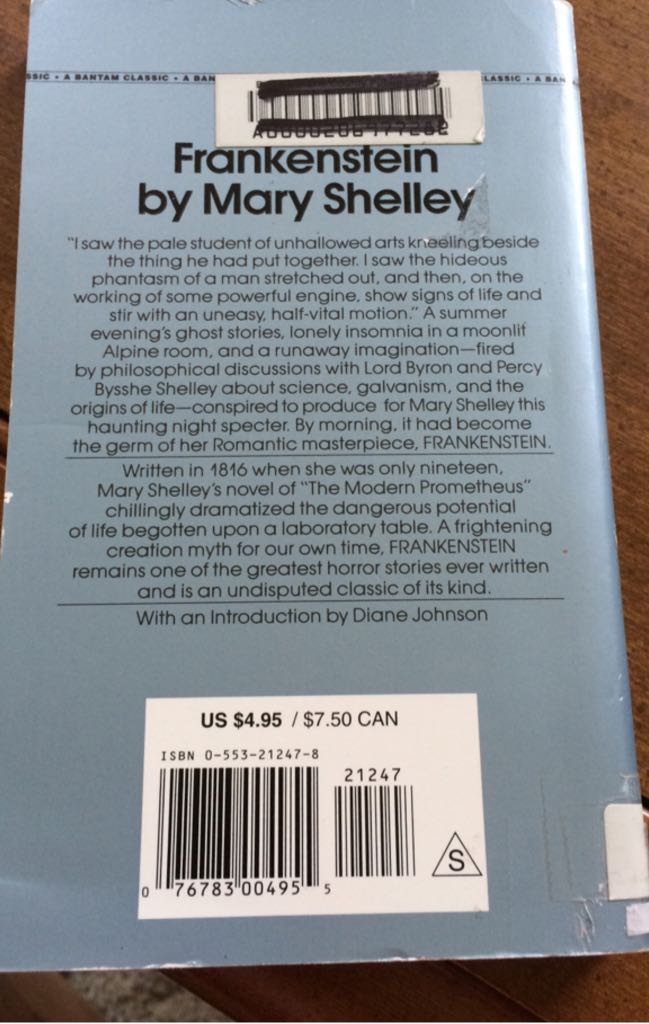 SSIC • A BANTAM CLASSIC • A BAN
LASSIC • A BAN
Frankenstein
by Mary Shelley
"I saw the pale student of unhallowed arts kneeling beside
the thing he had put together. I saw the hideous
phantasm of a man stretched out, and then, on the
working of some powerful engine, show signs of life and
stir with an uneasy, half-vital motion." A summer
evening's ghost stories, lonely insomnia in a moonlit
Alpine room, and a runaway imagination—fired
by philosophical discussions with Lord Byron and Percy
Bysshe Shelley about science, galvanism, and the
origins of life—conspired to produce for Mary Shelley this
haunting night specter. By morning, it had become
the germ of her Romantic masterpiece, FRANKENSTEIN.
Written in 1816 when she was only nineteen,
Mary Shelley's novel of "The Modern Prometheus"
chillingly dramatized the dangerous potential
of life begotten upon a laboratory table. A frightening
creation myth for our own time, FRANKENSTEIN
remains one of the greatest horror stories ever written
and is an undisputed classic of its kind.
With an Introduction by Diane Johnson
US $4.95 / $7.50 CAN
ISBN 0-553-21247-8
21247
S
0 76783 00495 5